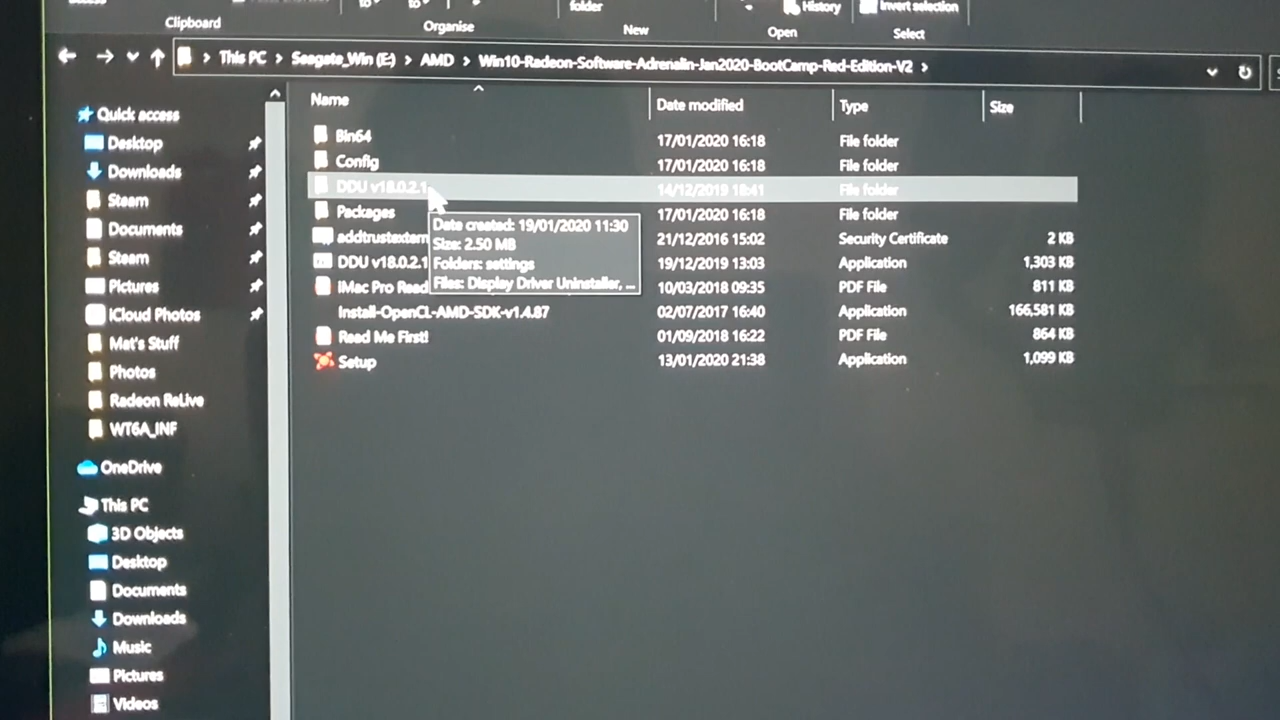 folder
History
Invert selection
Clipboard
Organise
New
Open
Select
This PC > Seagate_Win (E:) > AMD > Win10-Radeon-Software-Adrenalin-Jan2020-BootCamp-Red-Edition-V2 >
Name Date modified Type Size
Bin64 17/01/2020 16:18 File folder
Config 17/01/2020 16:18 File folder
DDU v18.0.2.1 14/12/2019 18:41 File folder
Packages 17/01/2020 16:18 File folder
addtrustextern 21/12/2016 15:02 Security Certificate 2 KB
DDU v18.0.2.1 19/12/2019 13:03 Application 1,303 KB
iMac Pro Read 10/03/2018 09:35 PDF File 811 KB
Install-OpenCL-AMD-SDK-v1.4.87 02/07/2017 16:40 Application 166,581 KB
Read Me First! 01/09/2018 16:22 PDF File 864 KB
Setup 13/01/2020 21:38 Application 1,099 KB
Date created: 19/01/2020 11:30
Size: 2.50 MB
Folders: settings
Files: Display Driver Uninstaller, ...
Quick access
Desktop
Downloads
Steam
Documents
Steam
Pictures
iCloud Photos
Mat's Stuff
Photos
Radeon ReLive
WT6A_INF
OneDrive
This PC
3D Objects
Desktop
Documents
Downloads
Music
Pictures
Videos